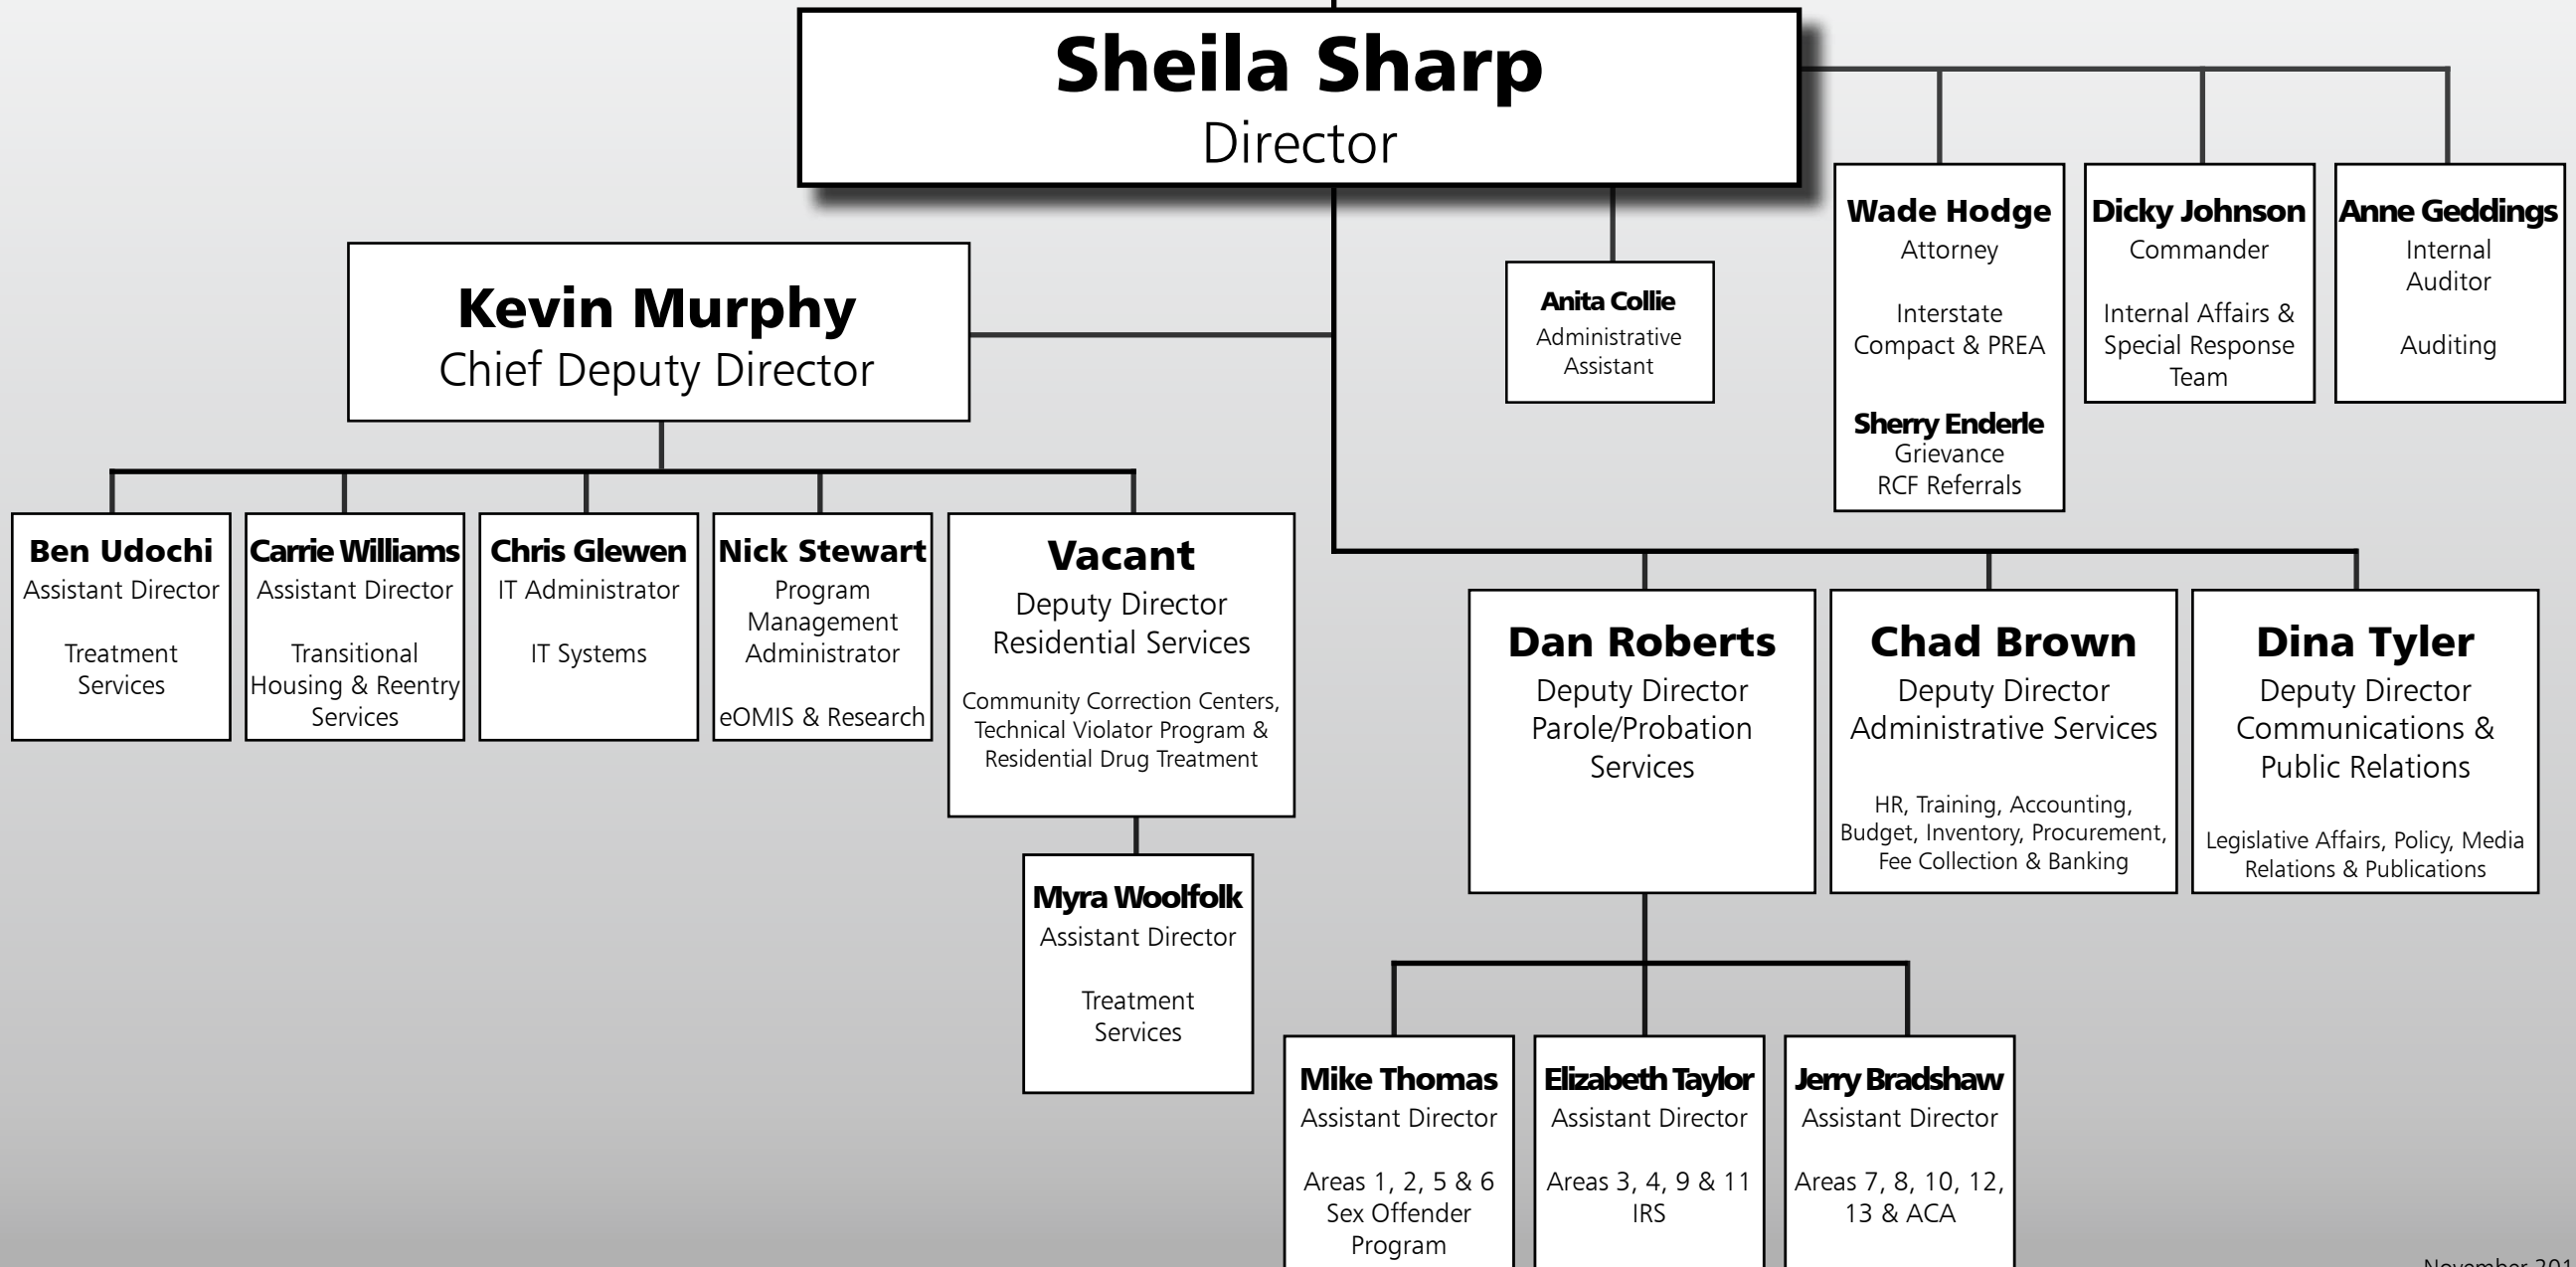 Sheila Sharp
Director
Wade Hodge
Attorney
Interstate
Compact & PREA
Sherry Enderle
Grievance
RCF Referrals
Dicky Johnson
Commander
Internal Affairs &
Special Response
Team
Anne Geddings
Internal
Auditor
Auditing
Kevin Murphy
Chief Deputy Director
Anita Collie
Administrative
Assistant
Ben Udochi
Assistant Director
Treatment
Services
Carrie Williams
Assistant Director
Transitional
Housing & Reentry
Services
Chris Glewen
IT Administrator
IT Systems
Nick Stewart
Program
Management
Administrator
eOMIS & Research
Vacant
Deputy Director
Residential Services
Community Correction Centers,
Technical Violator Program &
Residential Drug Treatment
Dan Roberts
Deputy Director
Parole/Probation
Services
Chad Brown
Deputy Director
Administrative Services
HR, Training, Accounting,
Budget, Inventory, Procurement,
Fee Collection & Banking
Dina Tyler
Deputy Director
Communications &
Public Relations
Legislative Affairs, Policy, Media
Relations & Publications
Myra Woolfolk
Assistant Director
Treatment
Services
Mike Thomas
Assistant Director
Areas 1, 2, 5 & 6
Sex Offender
Program
Elizabeth Taylor
Assistant Director
Areas 3, 4, 9 & 11
IRS
Jerry Bradshaw
Assistant Director
Areas 7, 8, 10, 12,
13 & ACA
November